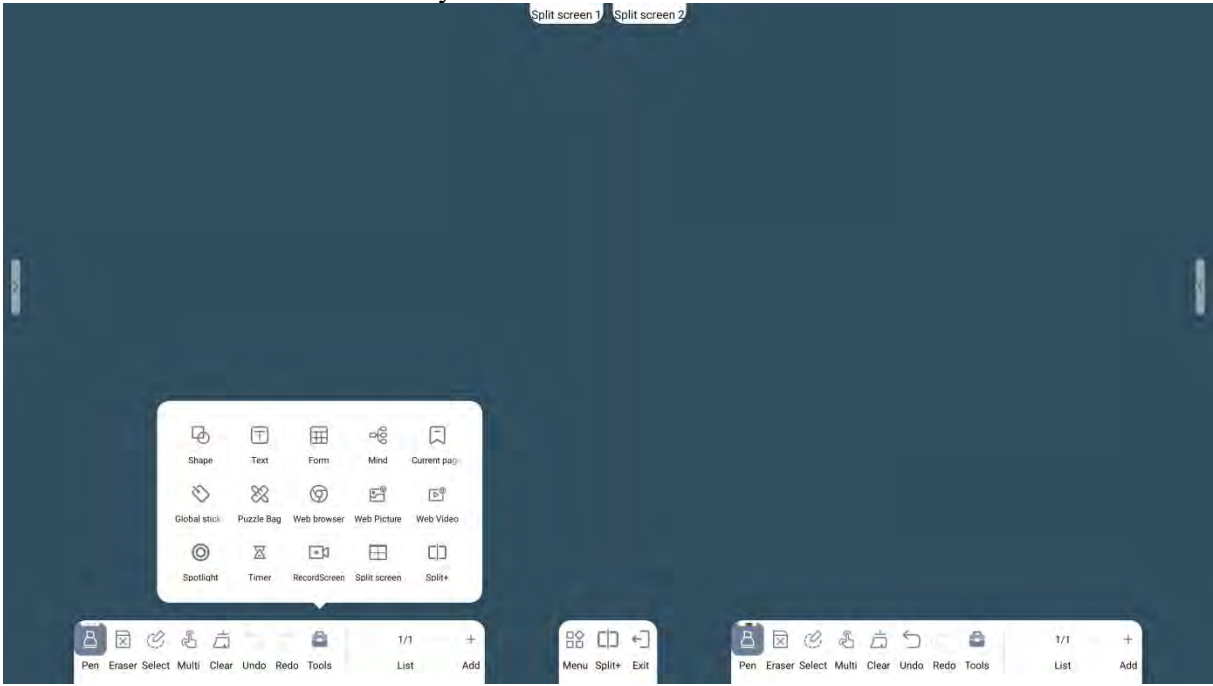 Split screen 1 Split screen 2
Shape Text Form Mind Current pag
Global stick Puzzle Bag Web browser Web Picture Web Video
Spotlight Timer RecordScreen Split screen Split+
1/1 1/1
Pen Eraser Select Multi Clear Undo Redo Tools List Add Menu Split+ Exit Pen Eraser Select Multi Clear Undo Redo Tools List Add